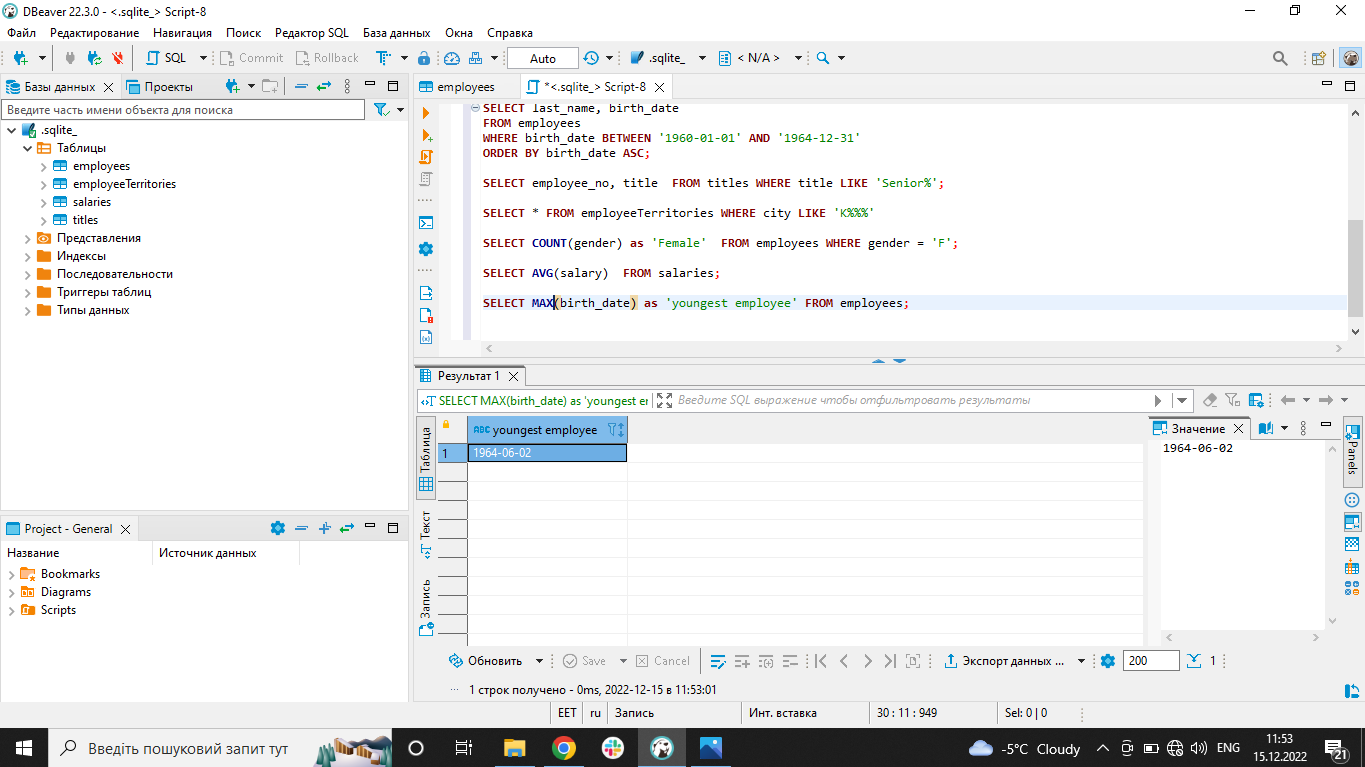 DBeaver 22.3.0 - <.sqlite_> Script-8
Файл Редактирование Навигация Поиск Редактор SQL База данных Окна Справка
SQL Commit Rollback Auto .sqlite_ < N/A >
Базы данных Проекты
Введите часть имени объекта для поиска
.sqlite_
Таблицы
employees
employeeTerritories
salaries
titles
Представления
Индексы
Последовательности
Триггеры таблиц
Типы данных
Project - General
Название Источник данных
Bookmarks
Diagrams
Scripts
employees *<.sqlite_> Script-8
SELECT last_name, birth_date
FROM employees
WHERE birth_date BETWEEN '1960-01-01' AND '1964-12-31'
ORDER BY birth_date ASC;
SELECT employee_no, title FROM titles WHERE title LIKE 'Senior%';
SELECT * FROM employeeTerritories WHERE city LIKE 'K%%%'
SELECT COUNT(gender) as 'Female' FROM employees WHERE gender = 'F';
SELECT AVG(salary) FROM salaries;
SELECT MAX(birth_date) as 'youngest employee' FROM employees;
Результат 1
SELECT MAX(birth_date) as 'youngest er Введите SQL выражение чтобы отфильтровать результаты
Таблица
Текст
Запись
ABC youngest employee
1 1964-06-02
Значение
1964-06-02
Panels
Обновить Save Cancel Экспорт данных ... 200 1
1 строк получено - 0ms, 2022-12-15 в 11:53:01
EET ru Запись Инт. вставка 30 : 11 : 949 Sel: 0 | 0
Введіть пошуковий запит тут
-5°C Cloudy ENG
11:53
15.12.2022
21